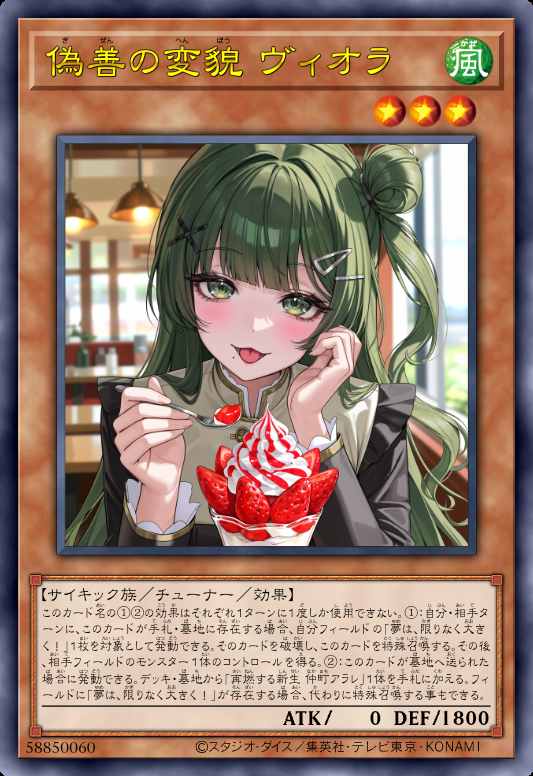 偽善の変貌 ヴィオラ
風
【サイキック族／チューナー／効果】
このカード名の①②の効果はそれぞれ1ターンに1度しか使用できない。①:自分・相手タ
ーンに、このカードが手札・墓地に存在する場合、自分フィールドの「夢は、限りなく大き
く！」1枚を対象として発動できる。そのカードを破壊し、このカードを特殊召喚する。その後
、相手フィールドのモンスター1体のコントロールを得る。②:このカードが墓地へ送られた
場合に発動できる。デッキ・墓地から「再燃する新生 仲町アラレ」1体を手札に加える。フィ
ールドに「夢は、限りなく大きく！」が存在する場合、代わりに特殊召喚する事もできる。
ATK/ 0 DEF/1800
58850060 ©スタジオ・ダイス／集英社・テレビ東京・KONAMI